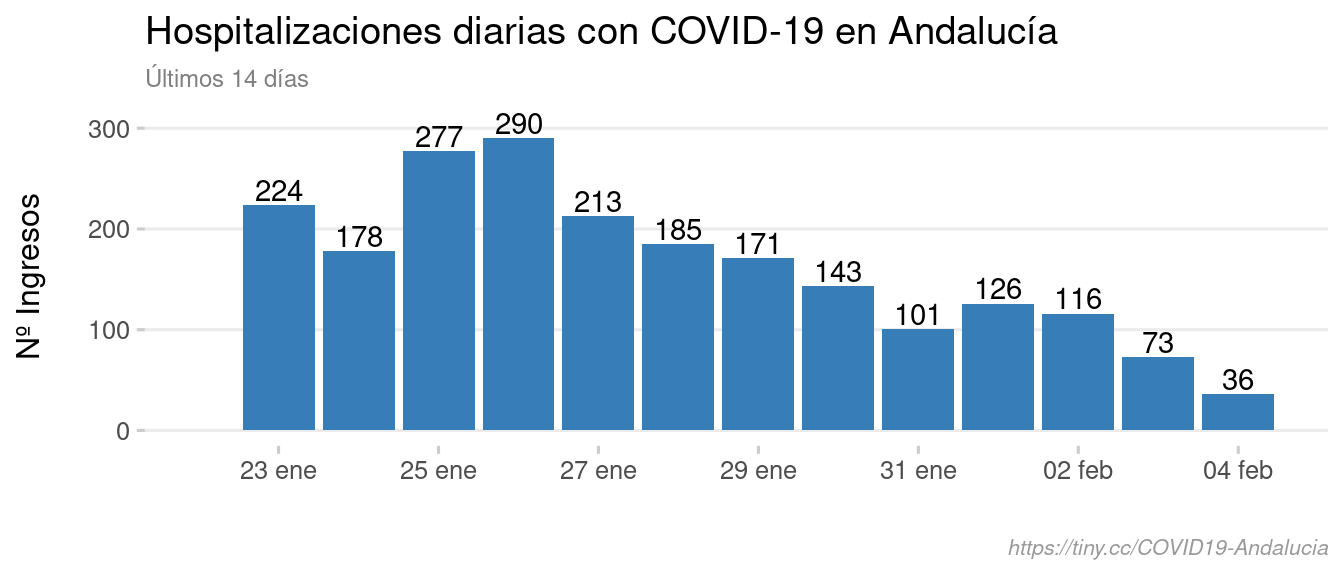 Hospitalizaciones diarias con COVID-19 en Andalucía
Últimos 14 días
Nº Ingresos
300
200
100
0
224
178
277
290
213
185
171
143
101
126
116
73
36
23 ene
25 ene
27 ene
29 ene
31 ene
02 feb
04 feb
https://tiny.cc/COVID19-Andalucia